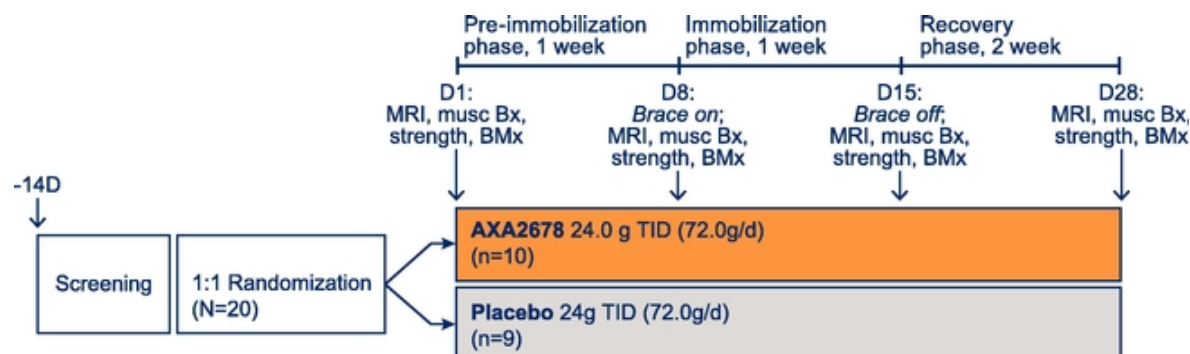 Pre-immobilization
phase, 1 week
Immobilization
phase, 1 week
Recovery
phase, 2 week
D1:
MRI, musc Bx,
strength, BMx
D8:
Brace on;
MRI, musc Bx,
strength, BMx
D15:
Brace off;
MRI, musc Bx,
strength, BMx
D28:
MRI, musc Bx,
strength, BMx
-14D
Screening
1:1 Randomization
(N=20)
AXA2678 24.0 g TID (72.0g/d)
(n=10)
Placebo 24g TID (72.0g/d)
(n=9)